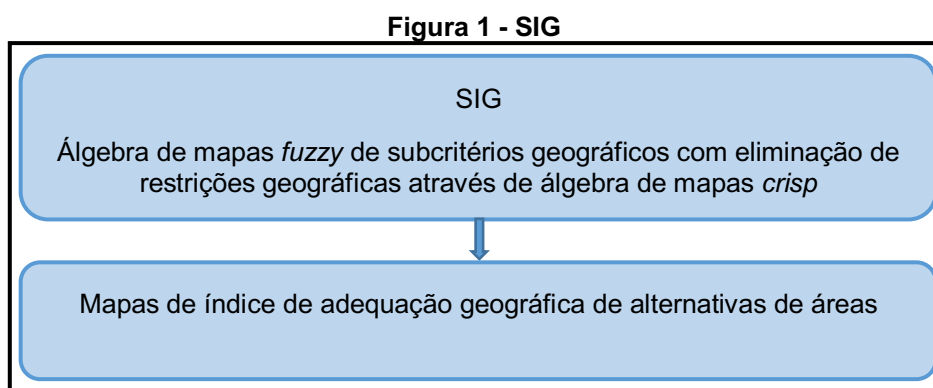 Figura 1 - SIG
SIG
Álgebra de mapas fuzzy de subcritérios geográficos com eliminação de
restrições geográficas através de álgebra de mapas crisp
Mapas de índice de adequação geográfica de alternativas de áreas